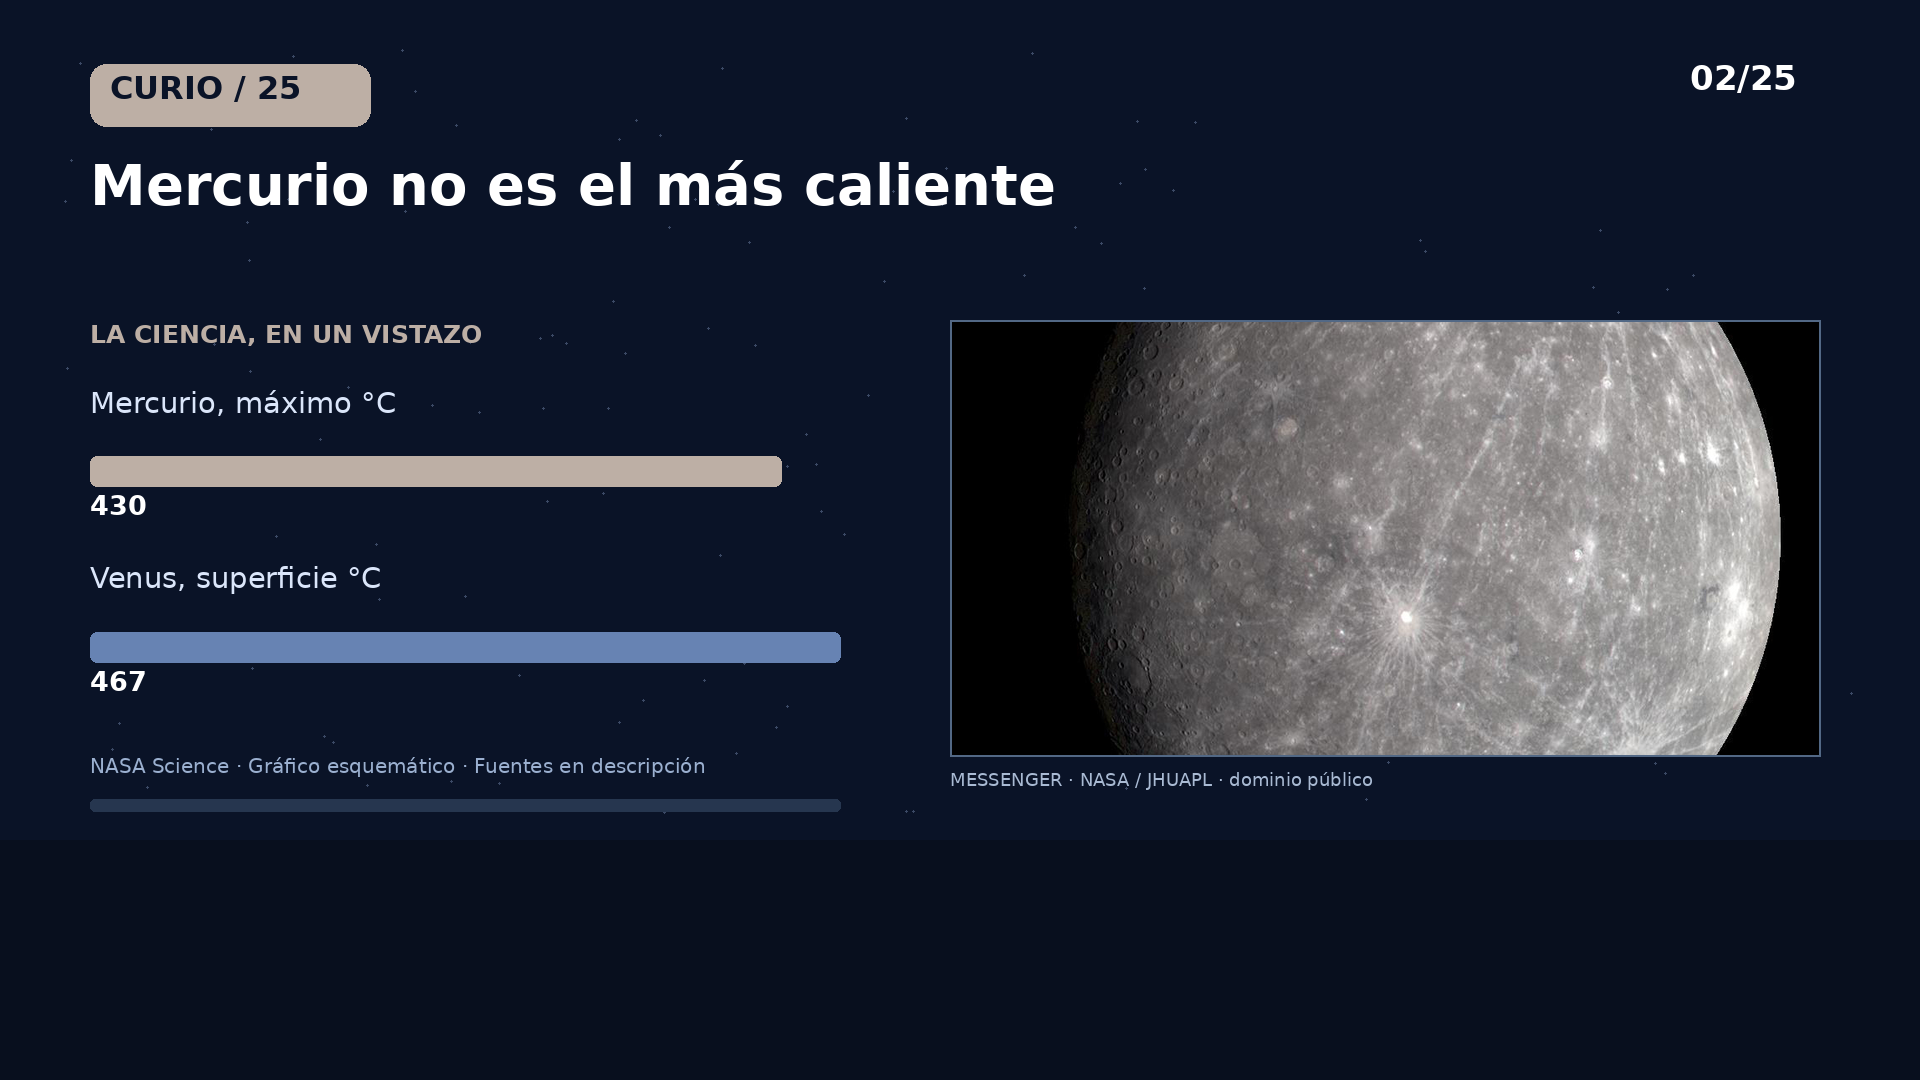 CURIO / 25
02/25
Mercurio no es el más caliente
LA CIENCIA, EN UN VISTAZO
Mercurio, máximo °C
430
Venus, superficie °C
467
NASA Science · Gráfico esquemático · Fuentes en descripción
MESSENGER · NASA / JHUAPL · dominio público